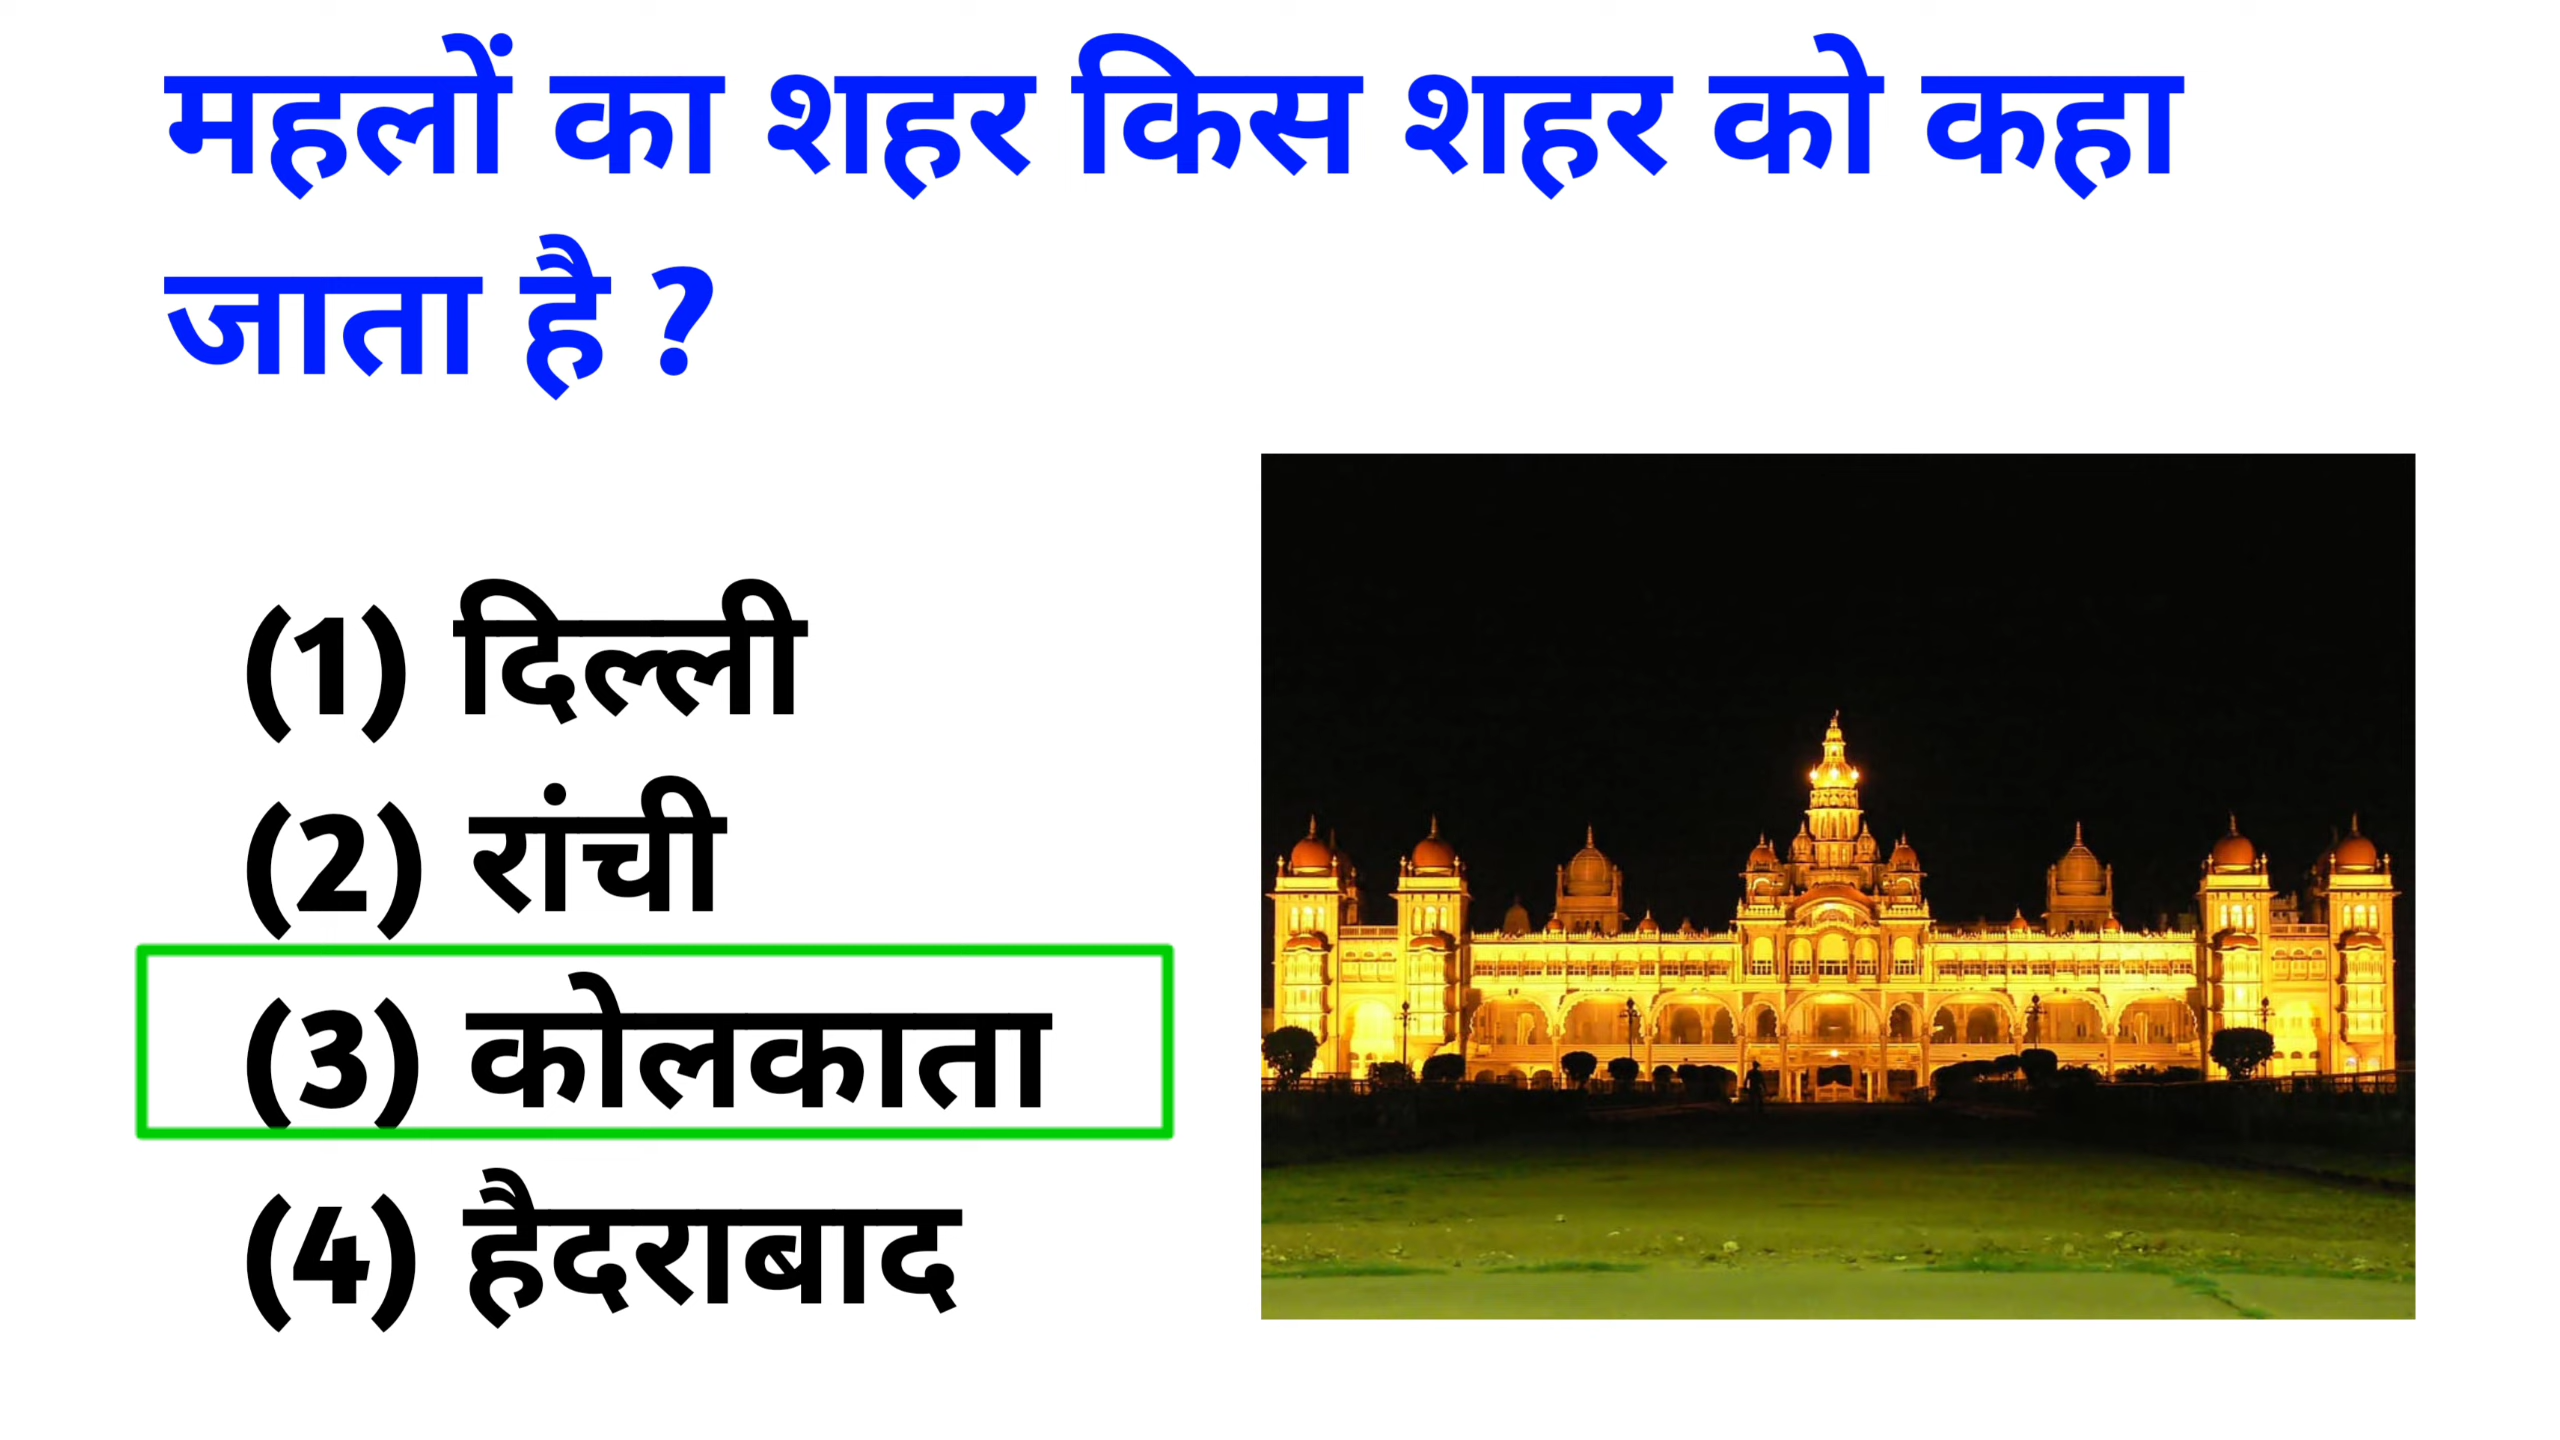 महलों का शहर किस शहर को कहा
जाता है ?
(1) दिल्ली
(2) रांची
(3) कोलकाता
(4) हैदराबाद